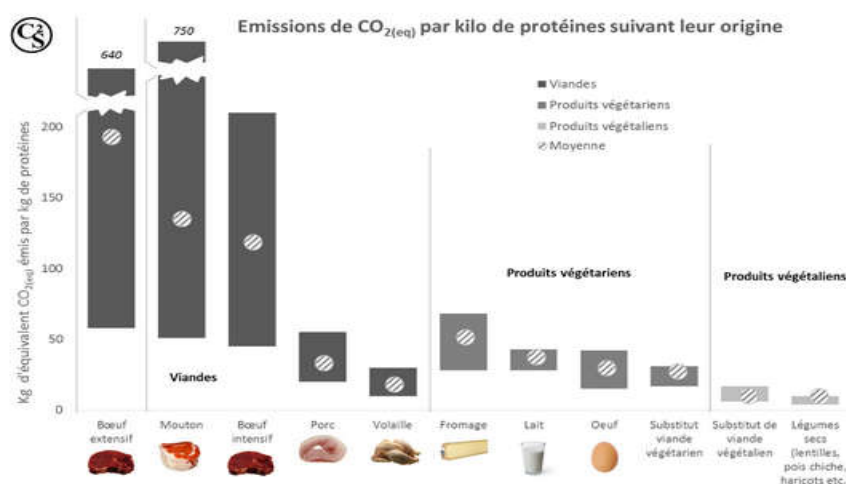 C2S
Emissions de CO2(eq) par kilo de protéines suivant leur origine
640
750
Viandes
Produits végétariens
Produits végétaliens
Moyenne
Kg d'équivalent CO2(eq) émis par kg de protéines
200
150
100
50
0
Produits végétariens
Produits végétaliens
Viandes
Bœuf
extensif
Mouton
Bœuf
intensif
Porc
Volaille
Fromage
Lait
Oeuf
Substitut
viande
végétarien
Substitut de
viande
végétalien
Légumes
secs
(lentilles,
pois chiche,
haricots etc.